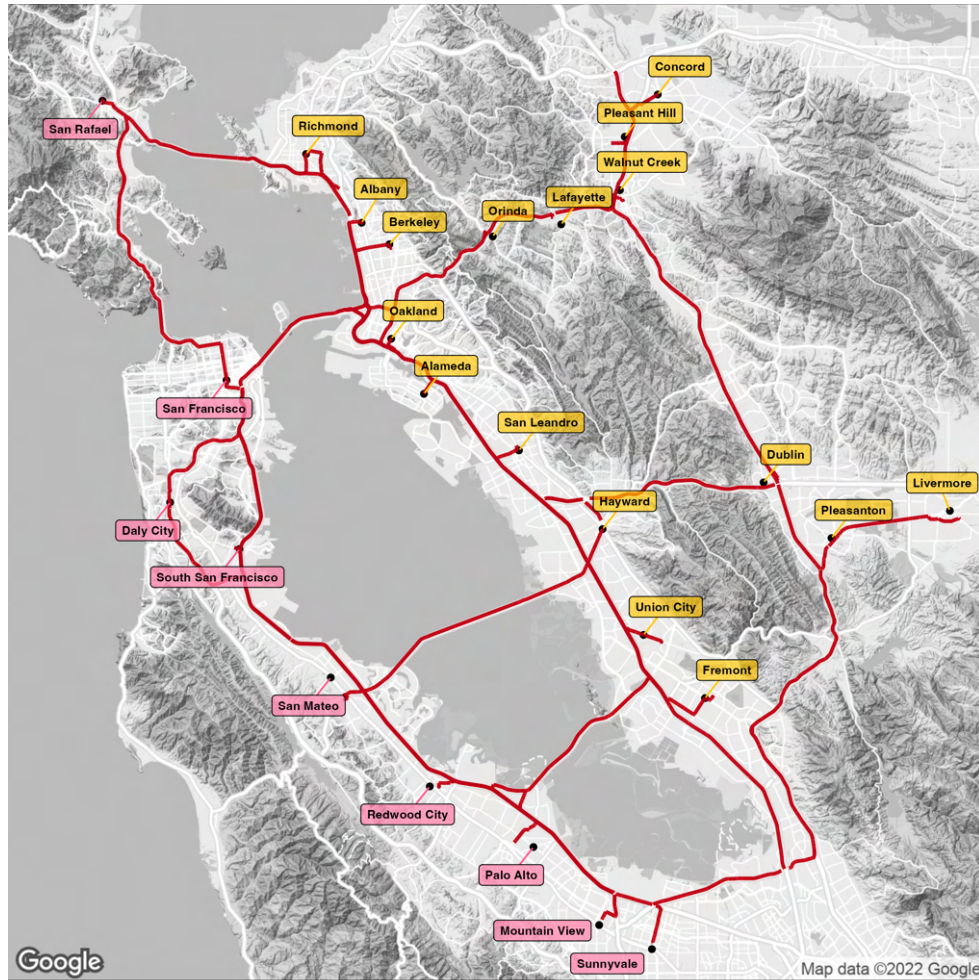 Concord
Pleasant Hill
San Rafael
Richmond
Walnut Creek
Albany
Lafayette
Berkeley
Orinda
Oakland
Alameda
San Francisco
San Leandro
Dublin
Livermore
Hayward
Pleasanton
Daly City
South San Francisco
Union City
Fremont
San Mateo
Redwood City
Palo Alto
Mountain View
Sunnyvale
Google
Map data ©2022 Google